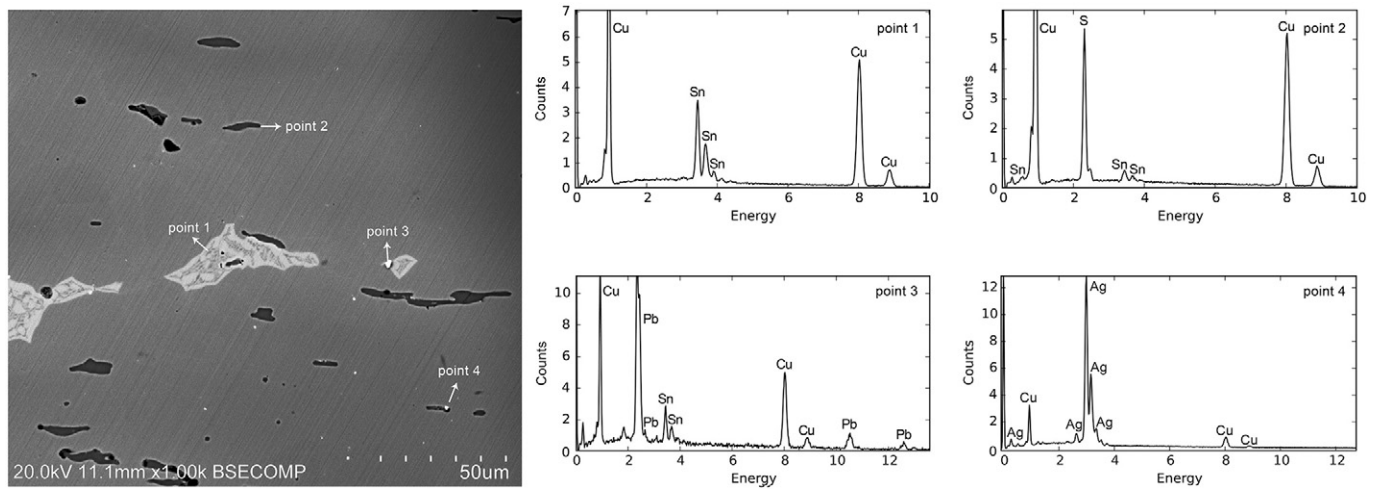 point 2
point 1
point 3
point 4
20.0kV 11.1mm x1.00k BSECOMP
50um
7
6
5
4
3
2
1
0
Counts
Cu
Sn
Sn
Sn
Cu
Cu
point 1
0 2 4 6 8 10
Energy
5
4
3
2
1
0
Counts
Cu
S
Sn
Sn
Sn
Cu
Cu
point 2
0 2 4 6 8 10
Energy
10
8
6
4
2
0
Counts
Cu
Pb
Pb
Sn
Sn
Cu
Cu
Pb
Pb
point 3
0 2 4 6 8 10 12
Energy
12
10
8
6
4
2
0
Counts
Ag
Ag
Cu
Ag
Ag
Ag
Cu
Cu
point 4
0 2 4 6 8 10 12
Energy